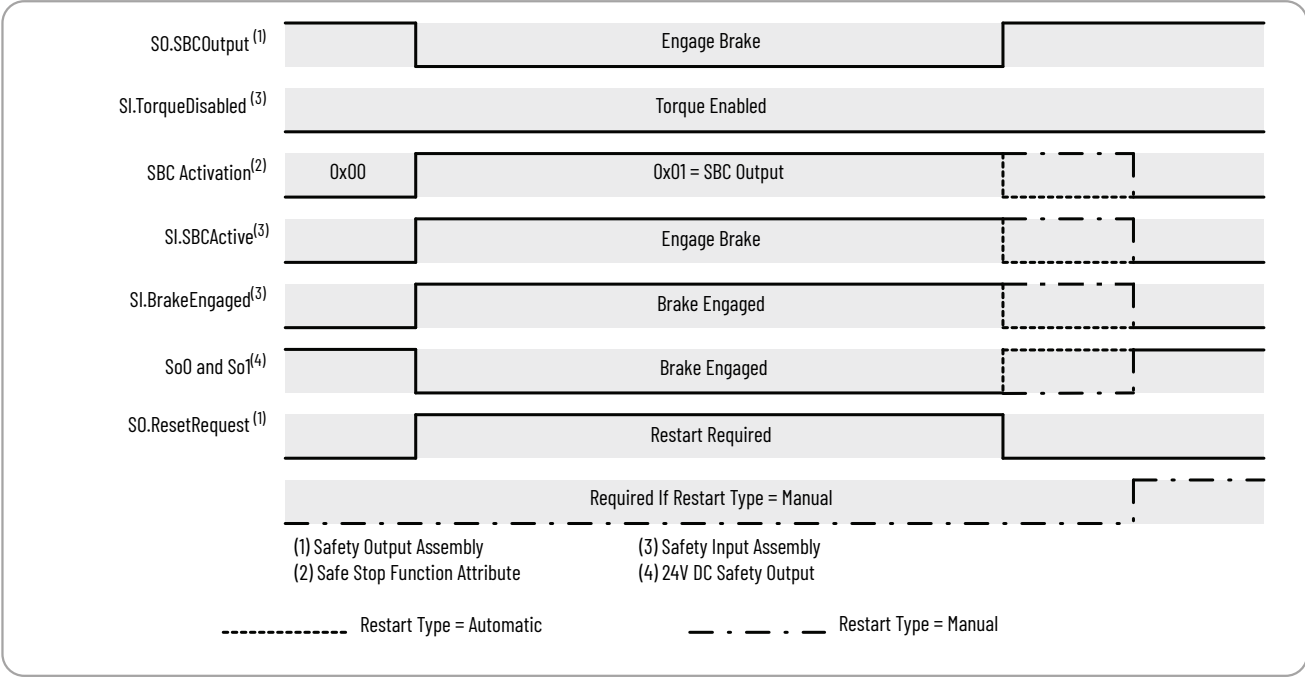 SO.SBCOutput (1)
Engage Brake
SI.TorqueDisabled (3)
Torque Enabled
SBC Activation(2)
0x00
0x01 = SBC Output
SI.SBCActive(3)
Engage Brake
SI.BrakeEngaged(3)
Brake Engaged
So0 and So1(4)
Brake Engaged
SO.ResetRequest (1)
Restart Required
Required If Restart Type = Manual
(1) Safety Output Assembly
(3) Safety Input Assembly
(2) Safe Stop Function Attribute
(4) 24V DC Safety Output
Restart Type = Automatic
Restart Type = Manual